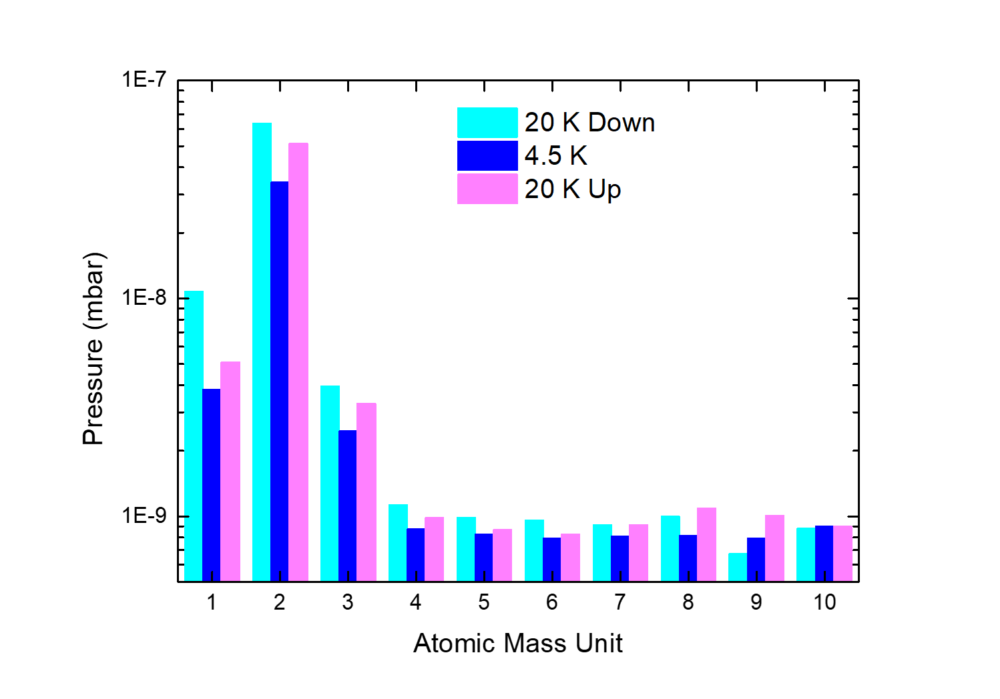 1E-7
20 K Down
4.5 K
20 K Up
1E-8
1E-9
Pressure (mbar)
1 2 3 4 5 6 7 8 9 10
Atomic Mass Unit